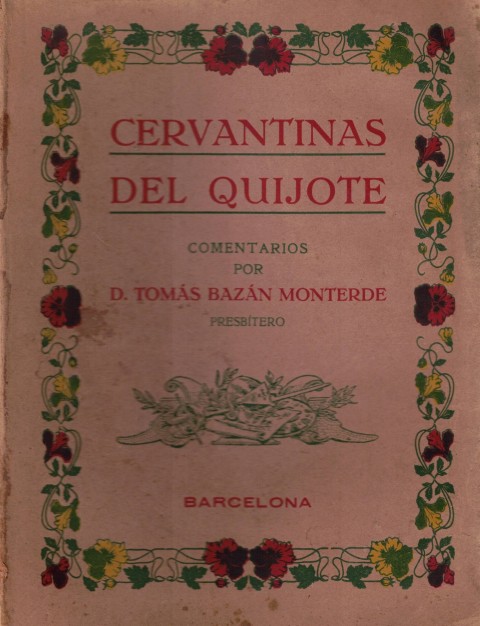 CERVANTINAS
DEL QUIJOTE
COMENTARIOS
POR
D. TOMÁS BAZÁN MONTERDE
PRESBÍTERO
BARCELONA